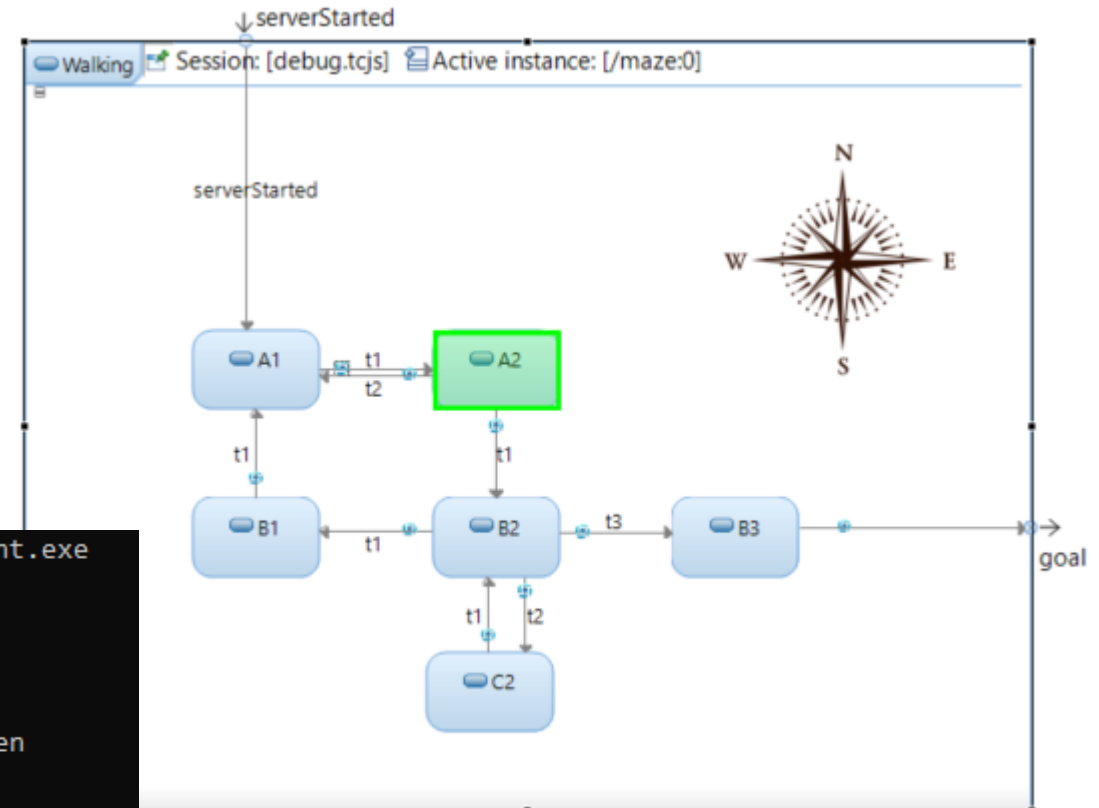 serverStarted
Walking Session: [debug.tcjs] Active instance: [/maze:0]
N
serverStarted
W E
S
A1 t1 A2
t2
t1 t1
B1 B2 t3 B3
t1
goal
t1 t2
C2
nt.exe
en